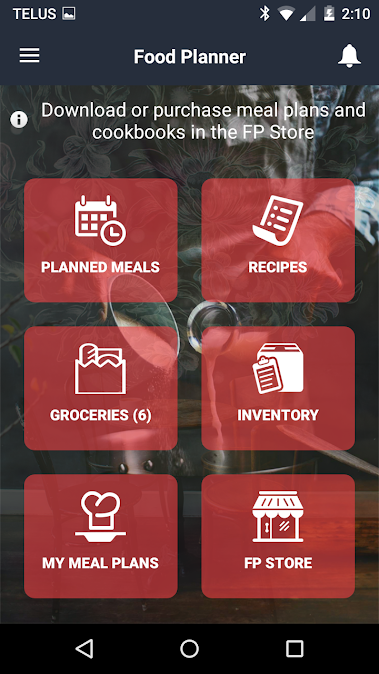 TELUS 2:10
Food Planner
Download or purchase meal plans and
cookbooks in the FP Store
PLANNED MEALS RECIPES
GROCERIES (6) INVENTORY
MY MEAL PLANS FP STORE